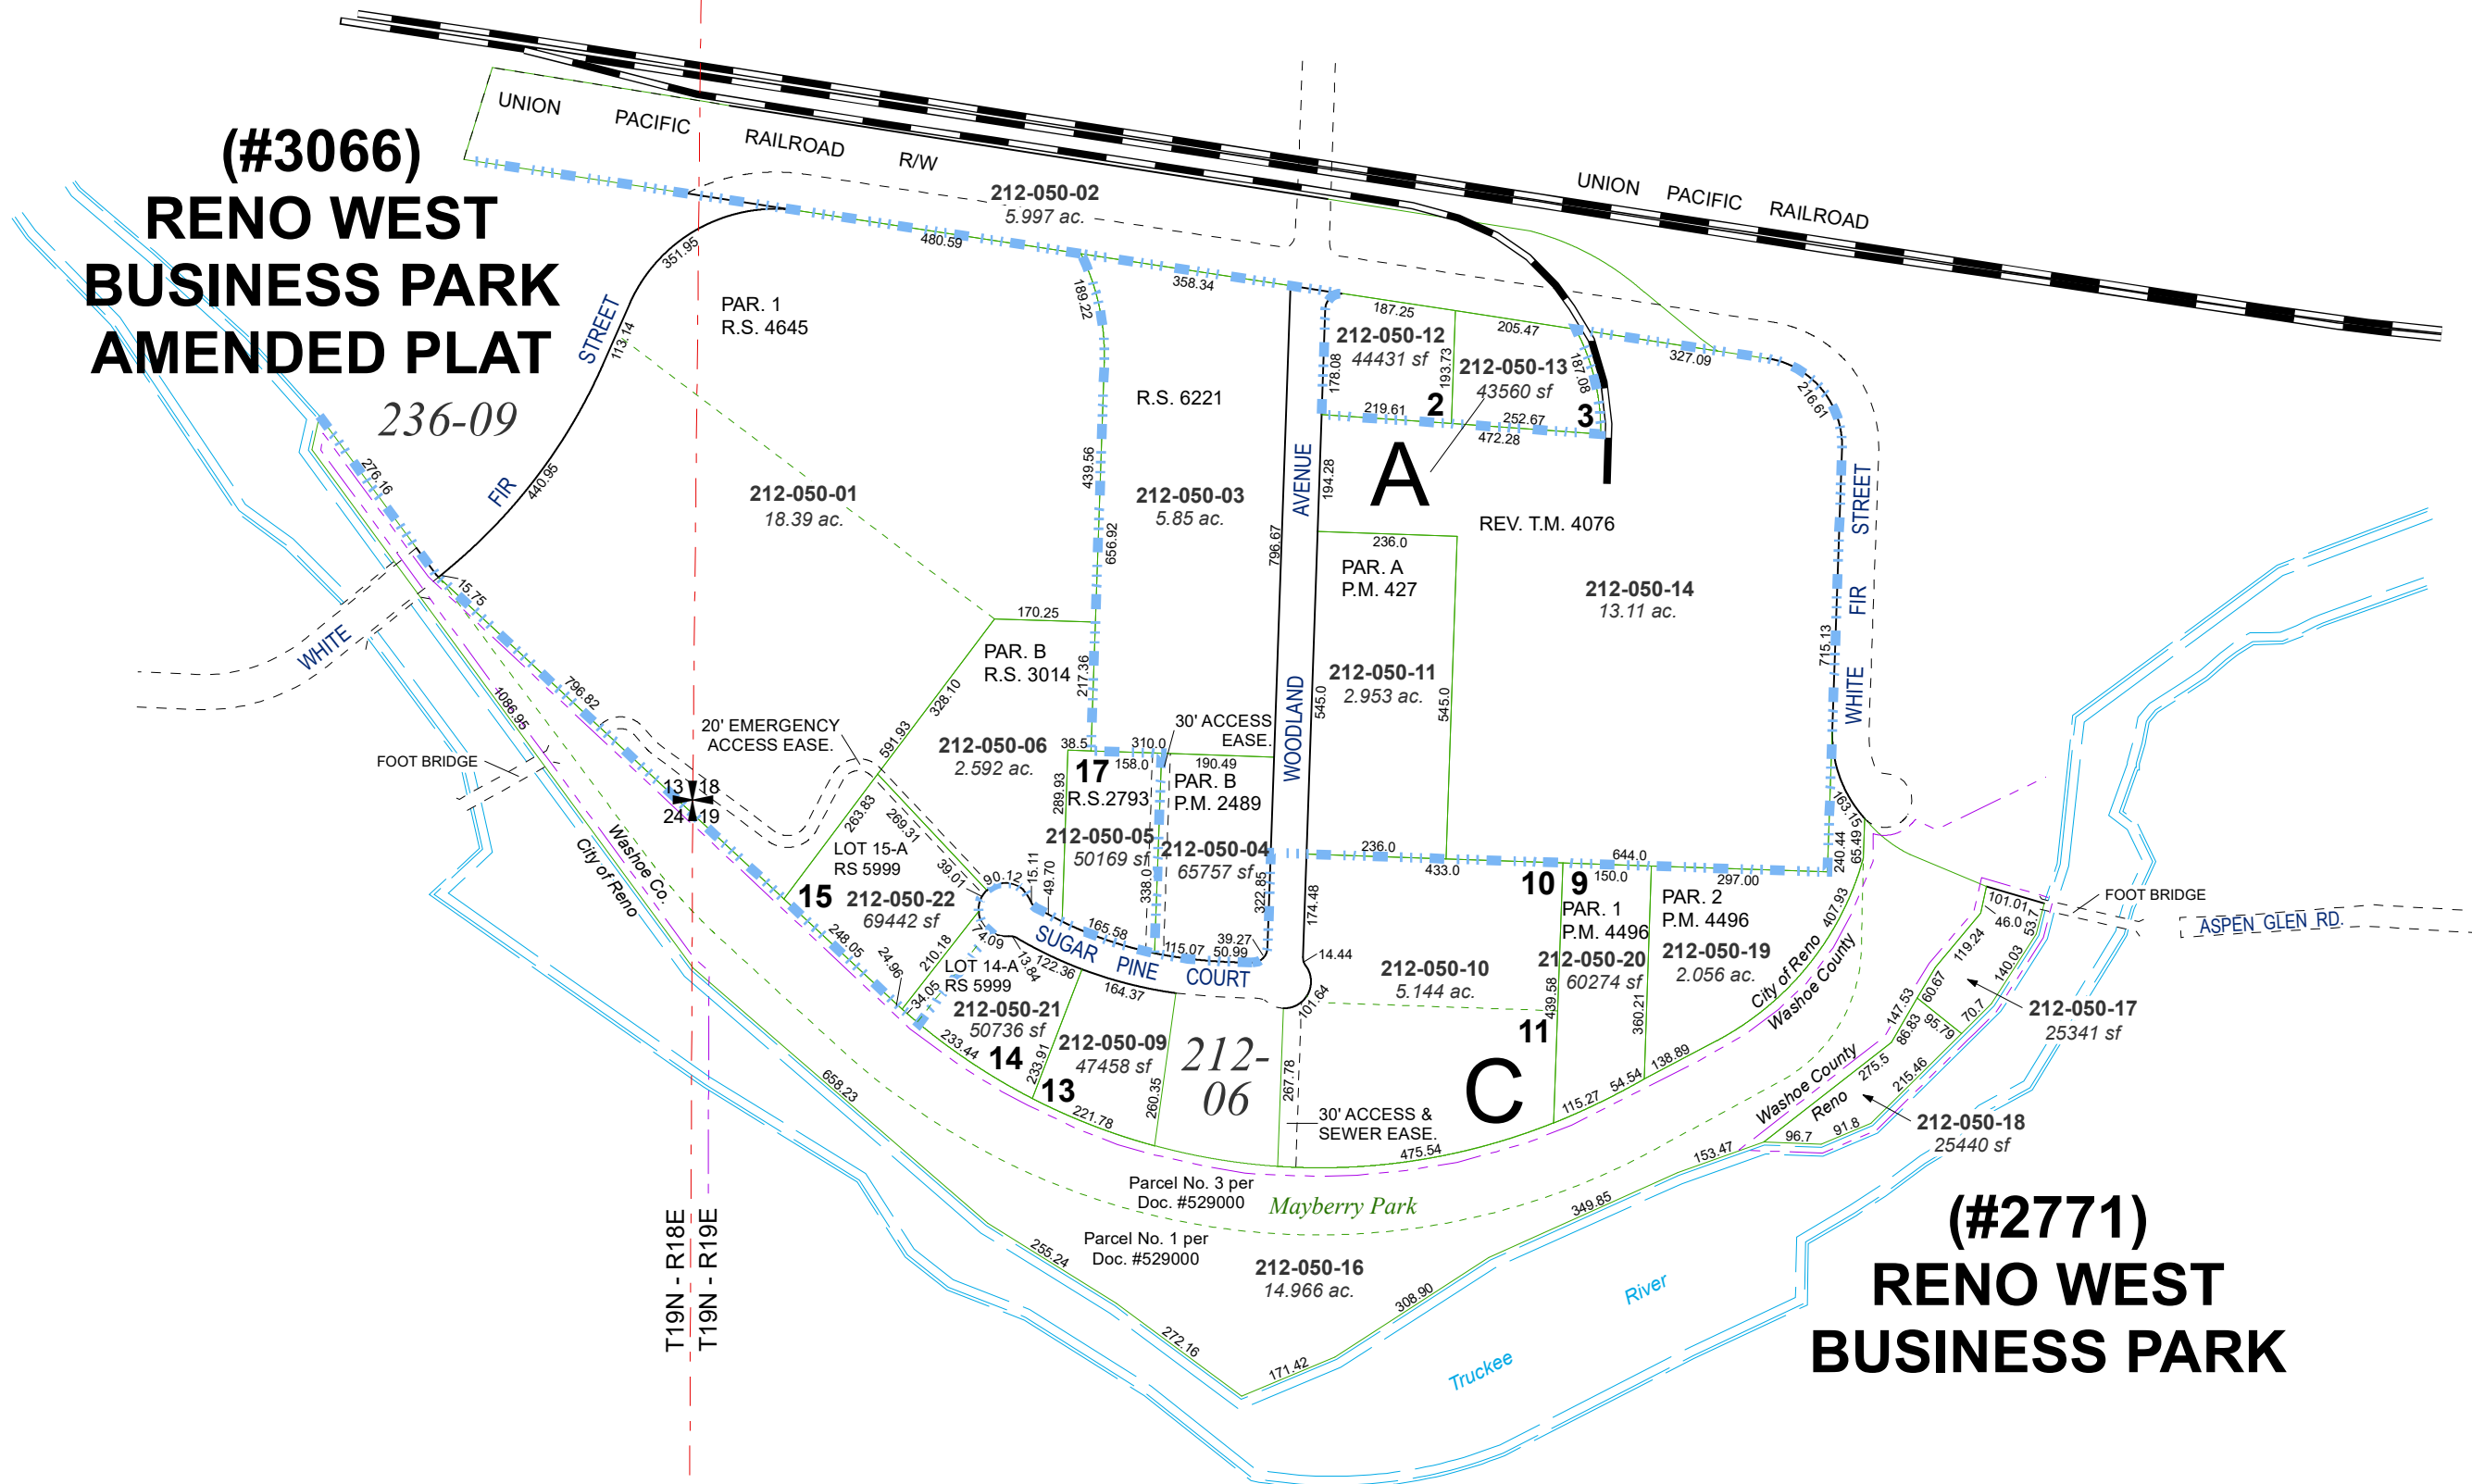 UNION PACIFIC RAILROAD R/W
UNION PACIFIC RAILROAD
(#3066)
RENO WEST
BUSINESS PARK
AMENDED PLAT
236-09
212-050-02
5.997 ac.
480.59
358.34
351.95
113.14
440.95
WHITE FIR STREET
276.16
15.75
PAR. 1
R.S. 4645
189.22
R.S. 6221
187.25
205.47
327.09
216.61
212-050-12
44431 sf
178.08
193.73
212-050-13
43560 sf
187.08
219.61
2
252.67
3
472.28
A
439.56
656.92
212-050-01
18.39 ac.
212-050-03
5.85 ac.
796.67
WOODLAND AVENUE
194.28
REV. T.M. 4076
236.0
PAR. A
P.M. 427
212-050-14
13.11 ac.
WHITE FIR STREET
715.13
212-050-11
2.953 ac.
545.0
545.0
170.25
PAR. B
R.S. 3014
217.36
328.10
591.93
796.82
1086.95
20' EMERGENCY
ACCESS EASE.
FOOT BRIDGE
212-050-06
2.592 ac.
38.5
310.0
30' ACCESS
EASE.
17
158.0
190.49
R.S.2793
PAR. B
P.M. 2489
289.93
13 18
24 19
263.83
269.31
39.01
212-050-05
50169 sf
212-050-04
65757 sf
338.0
322.85
236.0
433.0
644.0
150.0
297.00
163.15
65.49
240.44
LOT 15-A
RS 5999
15
212-050-22
69442 sf
90.12
15.11
49.70
165.58
115.07
39.27
50.99
174.48
14.44
SUGAR PINE COURT
74.09
13.84
122.36
164.37
101.64
10
9
PAR. 1
P.M. 4496
PAR. 2
P.M. 4496
212-050-20
60274 sf
212-050-19
2.056 ac.
212-050-10
5.144 ac.
439.58
360.21
11
C
407.93
City of Reno
Washoe County
248.05
24.96
210.18
34.05
LOT 14-A
RS 5999
212-050-21
50736 sf
14
233.44
233.91
212-050-09
47458 sf
13
221.78
260.35
212-
06
267.78
30' ACCESS &
SEWER EASE.
475.54
115.27
54.54
138.89
Washoe Co.
City of Reno
658.23
101.01
46.0
53.7
FOOT BRIDGE
ASPEN GLEN RD.
119.24
140.03
60.67
147.53
86.83
95.79
70.7
212-050-17
25341 sf
Washoe County
Reno
275.5
215.46
212-050-18
25440 sf
96.7
91.8
153.47
349.85
308.90
171.42
272.16
255.24
Parcel No. 3 per
Doc. #529000
Mayberry Park
Parcel No. 1 per
Doc. #529000
212-050-16
14.966 ac.
T19N - R18E
T19N - R19E
Truckee River
(#2771)
RENO WEST
BUSINESS PARK